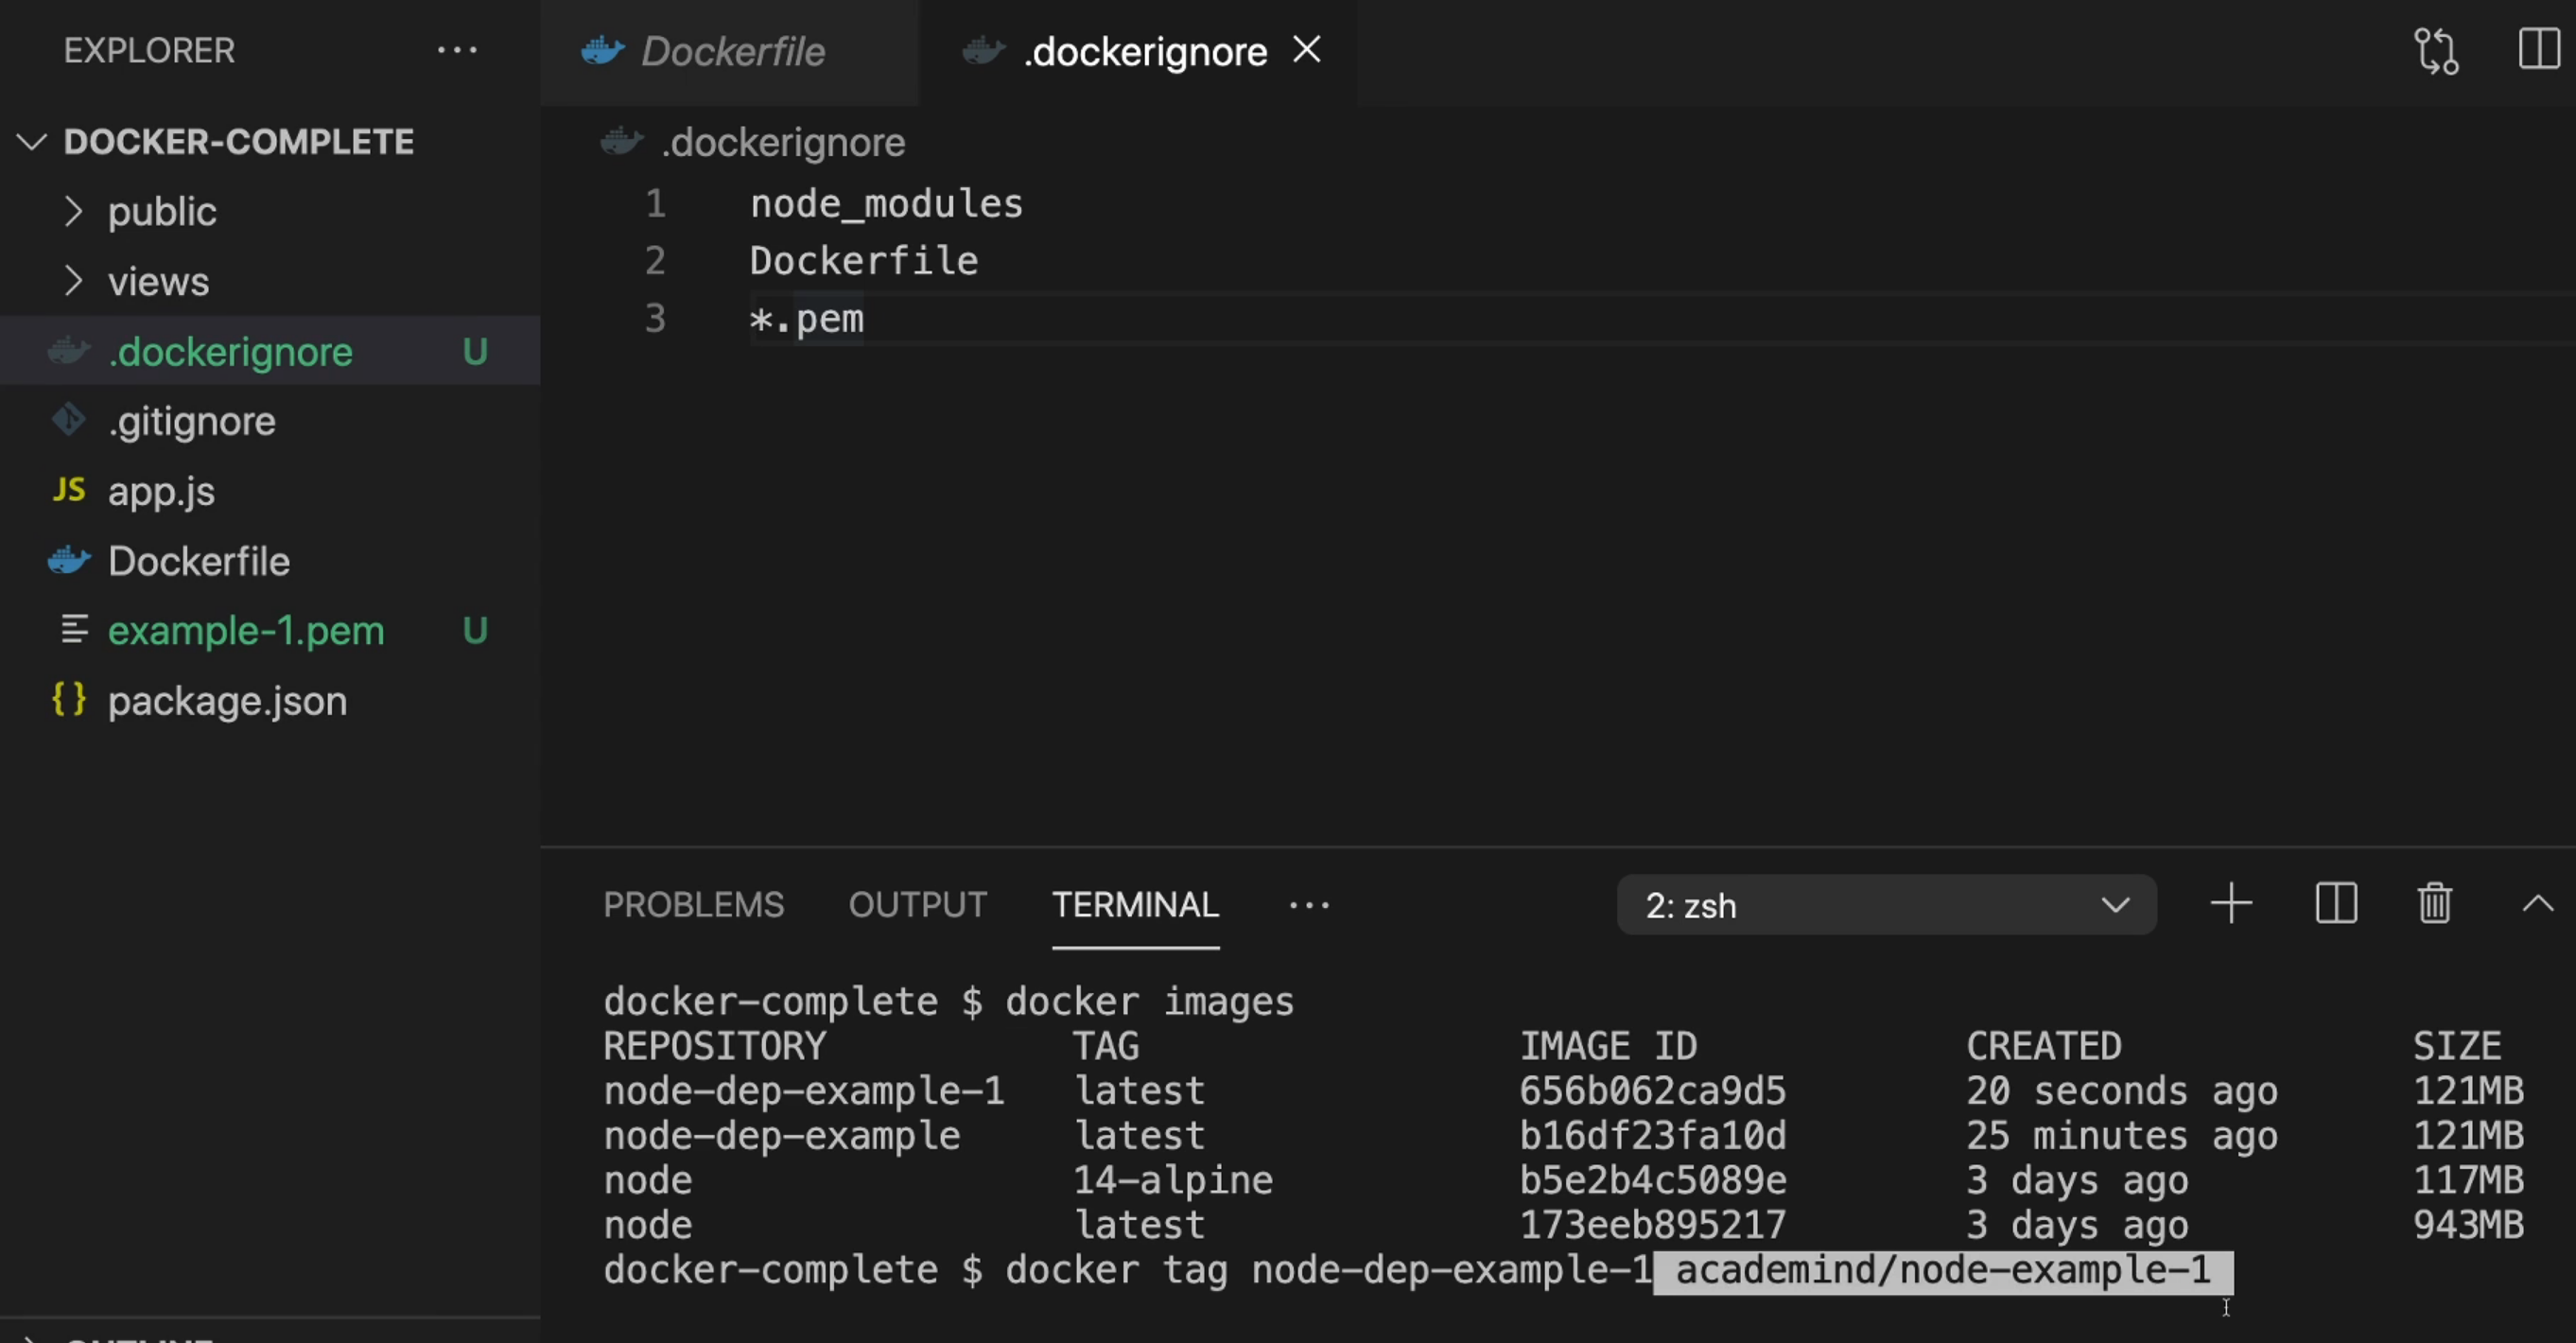 EXPLORER
DOCKER-COMPLETE
public
views
.dockerignore U
.gitignore
JS app.js
Dockerfile
example-1.pem U
{} package.json
Dockerfile
.dockerignore
.dockerignore
1 node_modules
2 Dockerfile
3 *.pem
PROBLEMS OUTPUT TERMINAL
2: zsh
docker-complete $ docker images
REPOSITORY TAG IMAGE ID CREATED SIZE
node-dep-example-1 latest 656b062ca9d5 20 seconds ago 121MB
node-dep-example latest b16df23fa10d 25 minutes ago 121MB
node 14-alpine b5e2b4c5089e 3 days ago 117MB
node latest 173eeb895217 3 days ago 943MB
docker-complete $ docker tag node-dep-example-1 academind/node-example-1